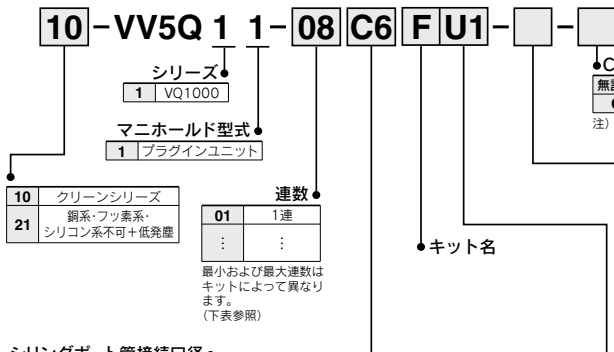 10-VV5Q 1 1-08 C6 F U1-□-
シリーズ
1 VQ1000
マニホールド型式
1 プラグインユニット
10 クリーンシリーズ
21 銅系・フッ素系・
シリコン系不可+低発塵
連数
01 1連
⋮ ⋮
最小および最大連数は
キットによって異なり
ます。
(下表参照)
キット名
C
無
注)
シリンダポート管接続口径